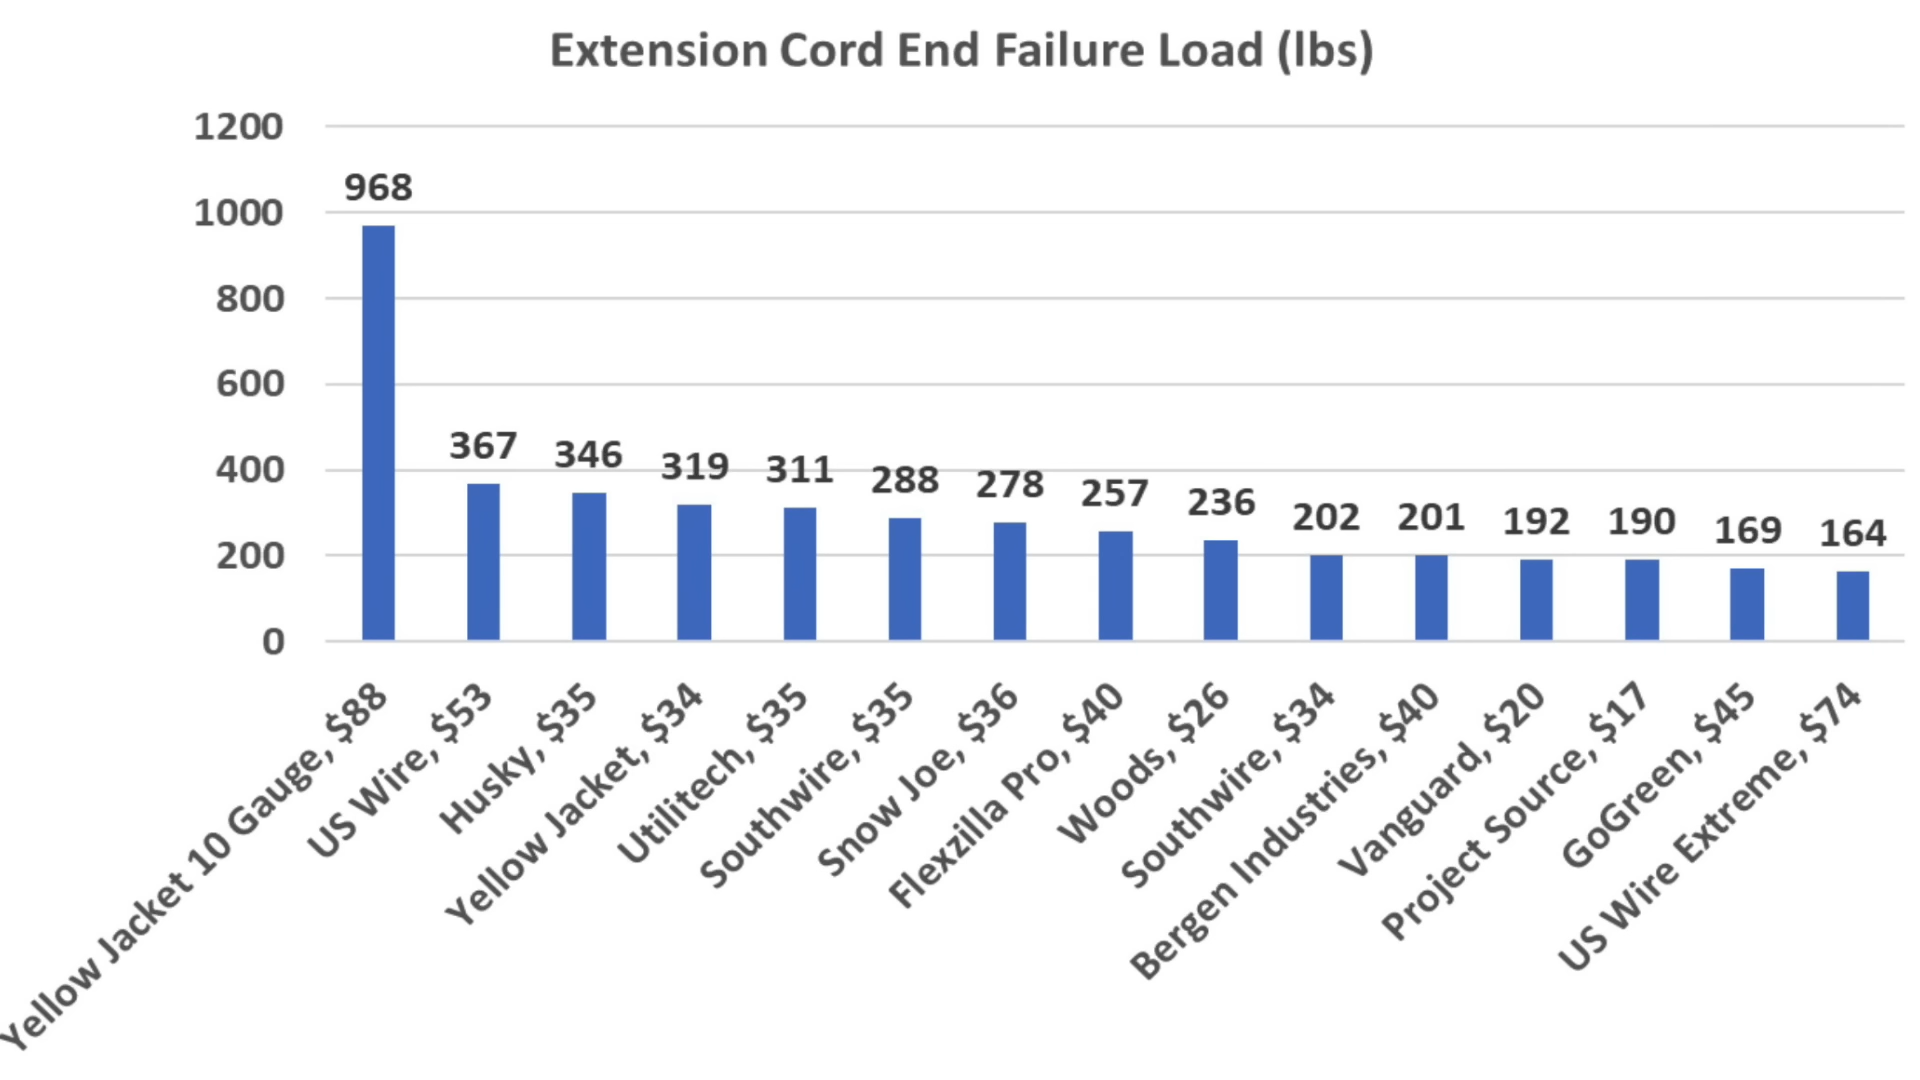 Extension Cord End Failure Load (lbs)
1200
1000
800
600
400
200
0
968
367
346
319
311
288
278
257
236
202
201
192
190
169
164
Yellow Jacket 10 Gauge, $88
US Wire, $53
Husky, $35
Yellow Jacket, $34
Utilitech, $35
Southwire, $35
Snow Joe, $36
Flexzilla Pro, $40
Woods, $26
Southwire, $34
Bergen Industries, $40
Vanguard, $20
Project Source, $17
GoGreen, $45
US Wire Extreme, $74